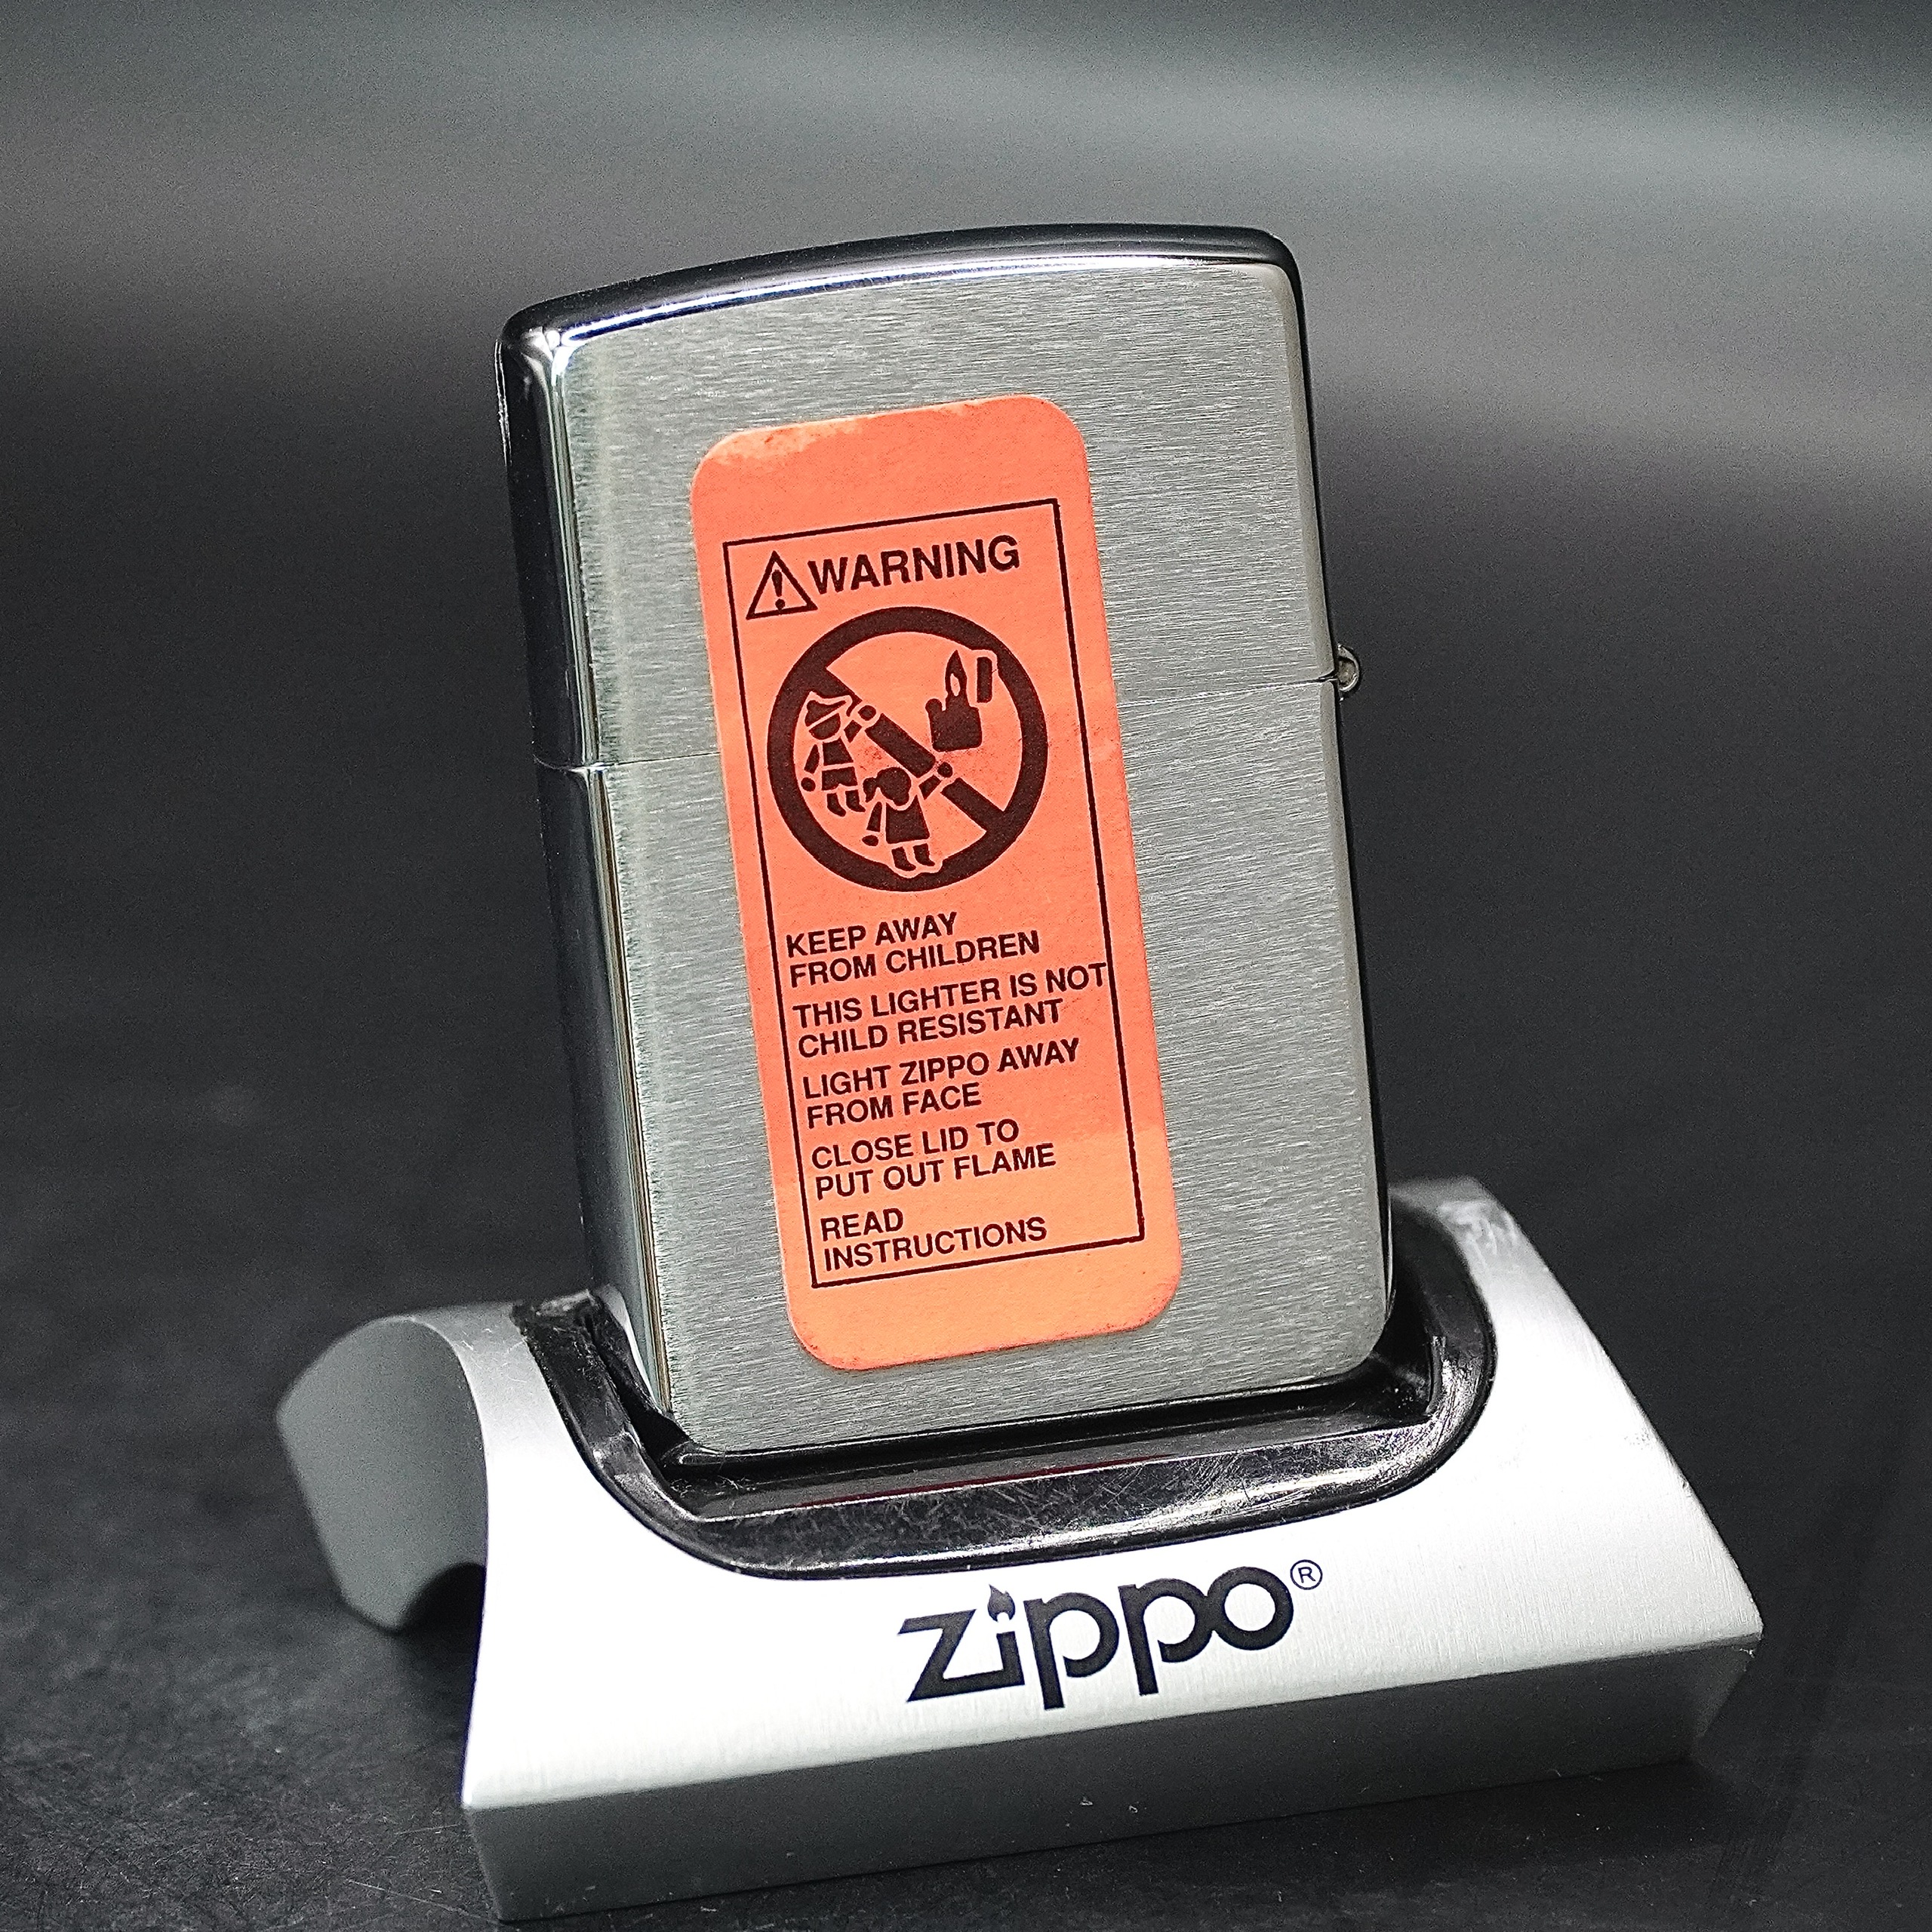 WARNING
KEEP AWAY
FROM CHILDREN
THIS LIGHTER IS NOT
CHILD RESISTANT
LIGHT ZIPPO AWAY
FROM FACE
CLOSE LID TO
PUT OUT FLAME
READ
INSTRUCTIONS
zippo®